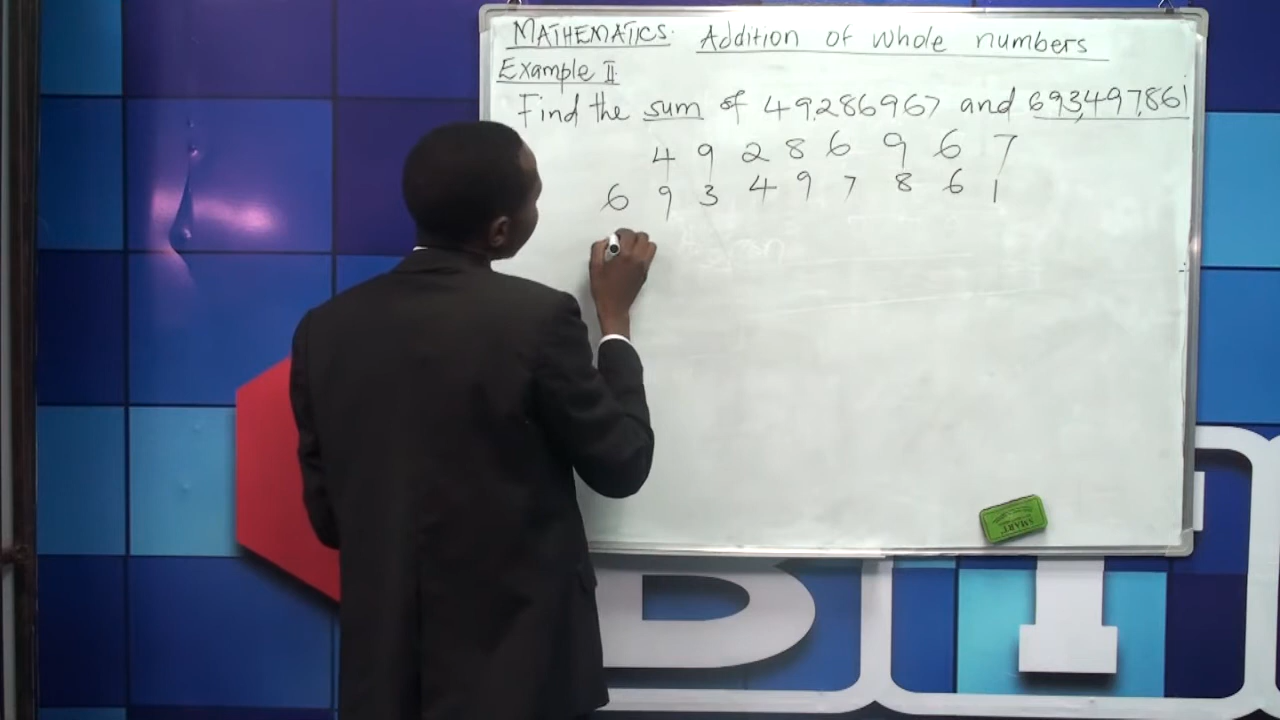 MATHEMATICS. Addition of whole numbers
Example II.
Find the sum of 49,286967 and 693,497,861
4 9 2 8 6 9 6 7
6 9 3 4 9 7 8 6 1
SMART